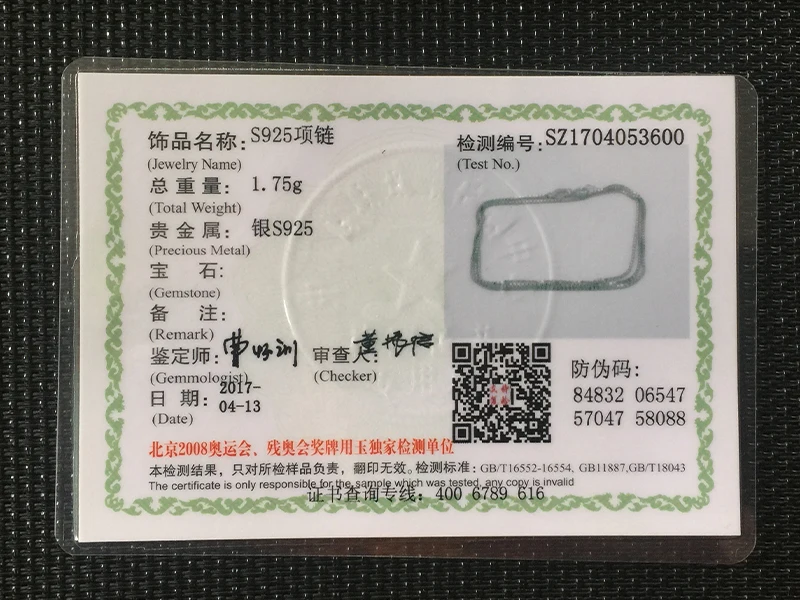 饰品名称: S925项链
(Jewelry Name)
总重量: 1.75g
(Total Weight)
贵金属: 银S925
(Precious Metal)
宝石:
(Gemstone)
备注:
(Remark)
鉴定师:
(Gemmologist)
审查人:
(Checker)
日期: 2017-
04-13
(Date)
检测编号: SZ1704053600
(Test No.)
防伪码:
84832 06547
57047 58088
北京2008奥运会、残奥会奖牌用玉独家检测单位
本检测结果，只对所检样品负责，翻印无效。检测标准: GB/T16552-16554, GB11887,GB/T18043
The certificate is only responsible for the sample which was tested, any copy is invalid
证书查询专线: 400 6789 616